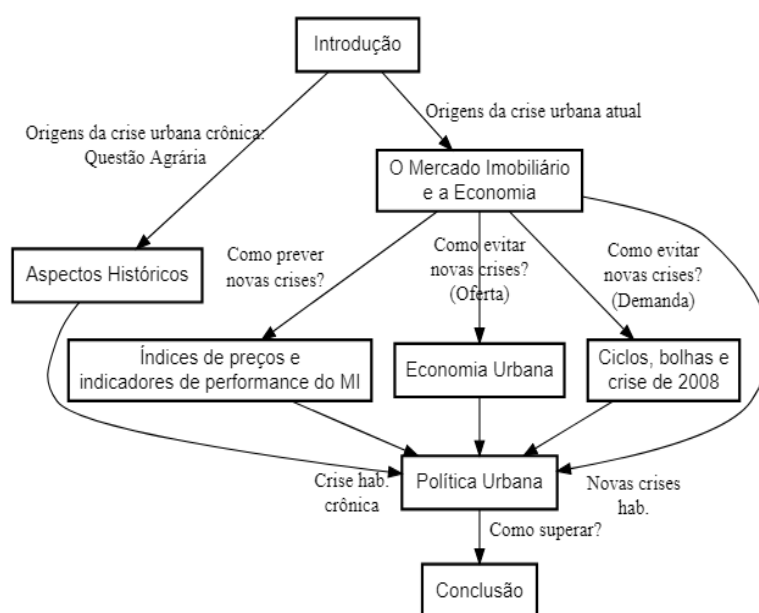 Introdução
Origens da crise urbana atual
Origens da crise urbana crônica:
Questão Agrária
O Mercado Imobiliário
e a Economia
Aspectos Históricos
Como prever
novas crises?
Como evitar
novas crises?
(Oferta)
Como evitar
novas crises?
(Demanda)
Índices de preços e
indicadores de performance do MI
Economia Urbana
Ciclos, bolhas e
crise de 2008
Crise hab.
crônica
Política Urbana
Novas crises
hab.
Como superar?
Conclusão